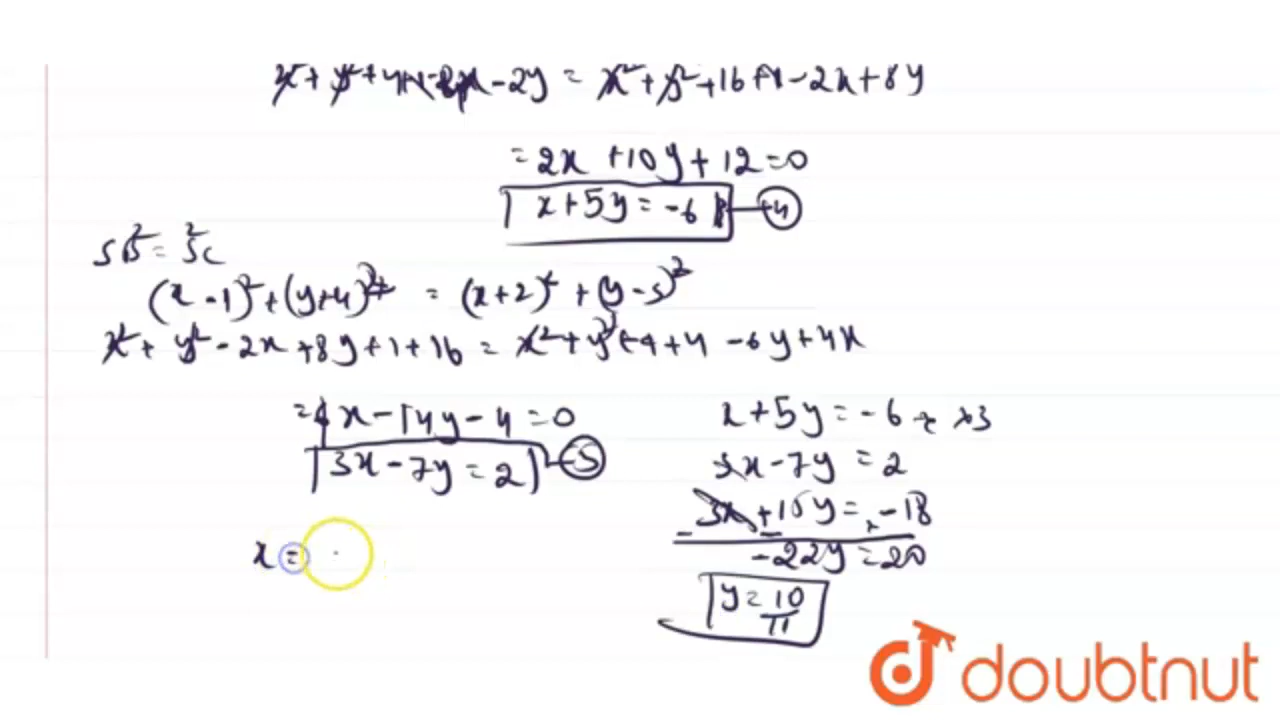 x² + y² + 4 + 1 - 2x - 2y = x² + y² + 16 + 1 - 2x + 8y
= 2x + 10y + 12 = 0
x + 5y = -6 — 4
SB² = SC²
(x - 1)² + (y+4)² = (x+2)² + (y - 5)²
x² + y² - 2x + 8y + 1 + 16 = x² + y² + 9 + 4 - 6y + 4x
= 6x - 14y - 4 = 0
3x - 7y = 2 — 5
x + 5y = -6 × 3
3x - 7y = 2
3x + 15y = -18
-22y = 20
y = 10/11
x =
doubtnut